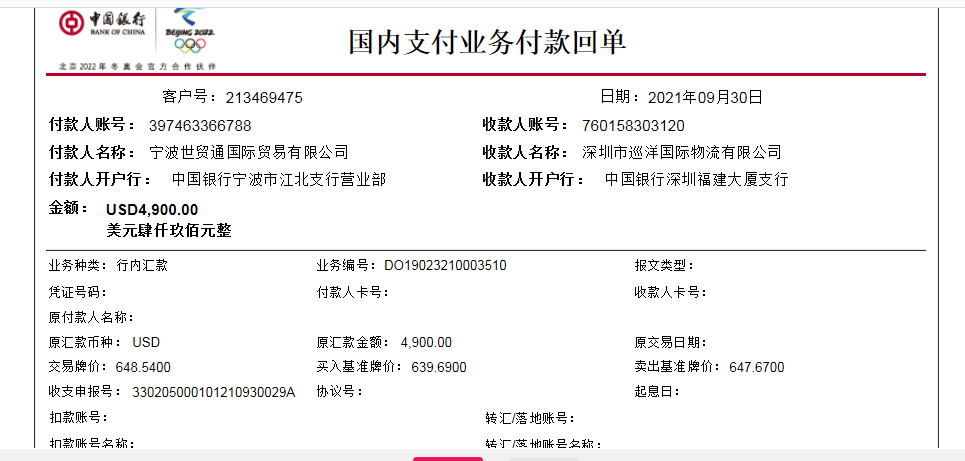 中国银行
BANK OF CHINA
BEIJING 2022
北京2022年冬奥会官方合作伙伴
国内支付业务付款回单
客户号：213469475 日期：2021年09月30日
付款人账号：397463366788 收款人账号：760158303120
付款人名称：宁波世贸通国际贸易有限公司 收款人名称：深圳市巡洋国际物流有限公司
付款人开户行：中国银行宁波市江北支行营业部 收款人开户行：中国银行深圳福建大厦支行
金额：USD4,900.00
美元肆仟玖佰元整
业务种类：行内汇款 业务编号：DO19023210003510 报文类型：
凭证号码： 付款人卡号： 收款人卡号：
原付款人名称：
原汇款币种：USD 原汇款金额：4,900.00 原交易日期：
交易牌价：648.5400 买入基准牌价：639.6900 卖出基准牌价：647.6700
收支申报号：330205000101210930029A 协议号： 起息日：
扣款账号： 转汇/落地账号：
扣款账号名称： 转汇/落地账号名称：